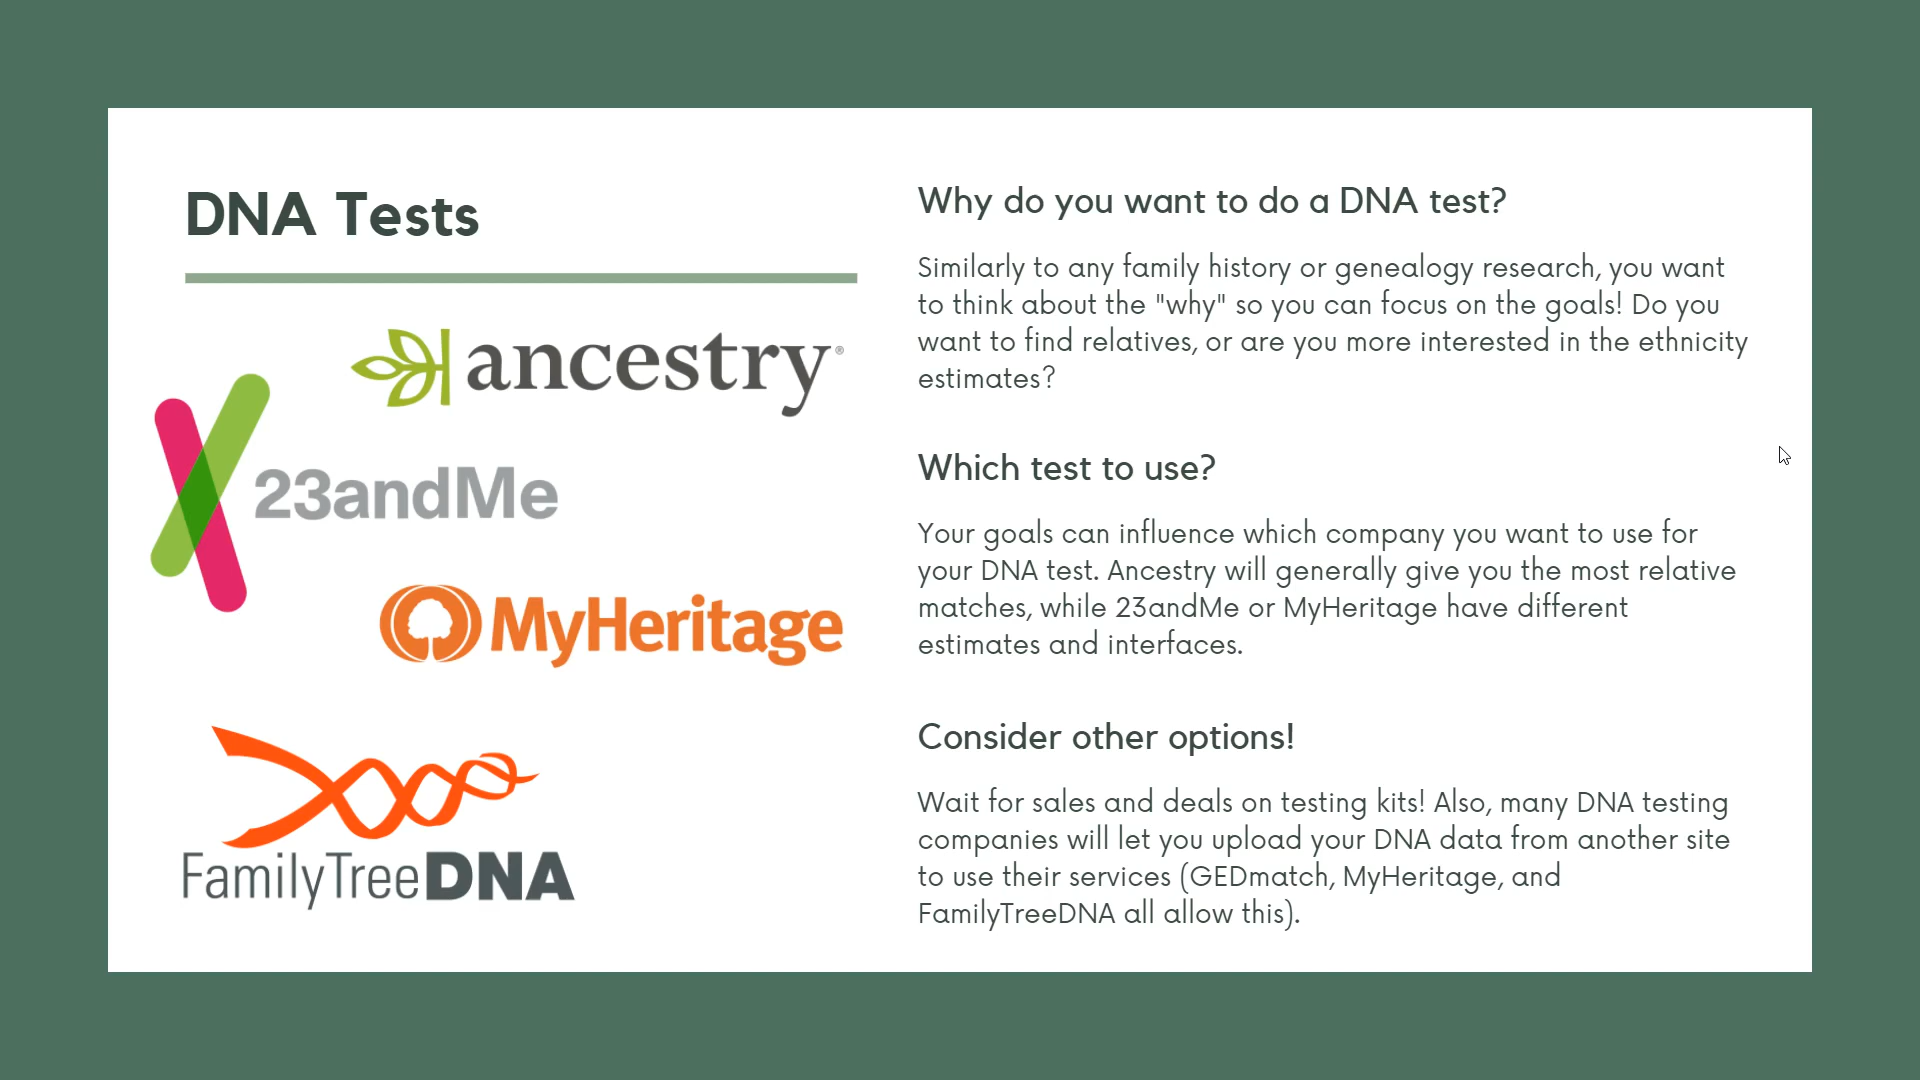 DNA Tests
ancestry®
23andMe
MyHeritage
FamilyTreeDNA
Why do you want to do a DNA test?
Similarly to any family history or genealogy research, you want
to think about the "why" so you can focus on the goals! Do you
want to find relatives, or are you more interested in the ethnicity
estimates?
Which test to use?
Your goals can influence which company you want to use for
your DNA test. Ancestry will generally give you the most relative
matches, while 23andMe or MyHeritage have different
estimates and interfaces.
Consider other options!
Wait for sales and deals on testing kits! Also, many DNA testing
companies will let you upload your DNA data from another site
to use their services (GEDmatch, MyHeritage, and
FamilyTreeDNA all allow this).